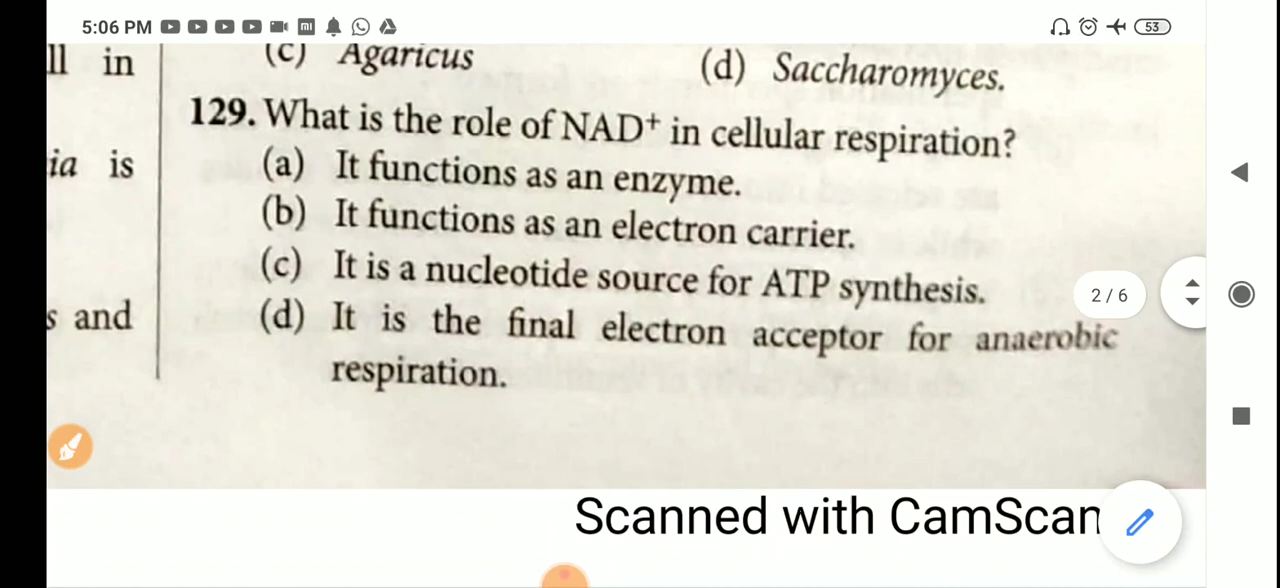 5:06 PM
53
ll in
(c) Agaricus
(d) Saccharomyces.
129. What is the role of NAD⁺ in cellular respiration?
ia is
(a) It functions as an enzyme.
(b) It functions as an electron carrier.
(c) It is a nucleotide source for ATP synthesis.
2 / 6
s and
(d) It is the final electron acceptor for anaerobic
respiration.
Scanned with CamScan